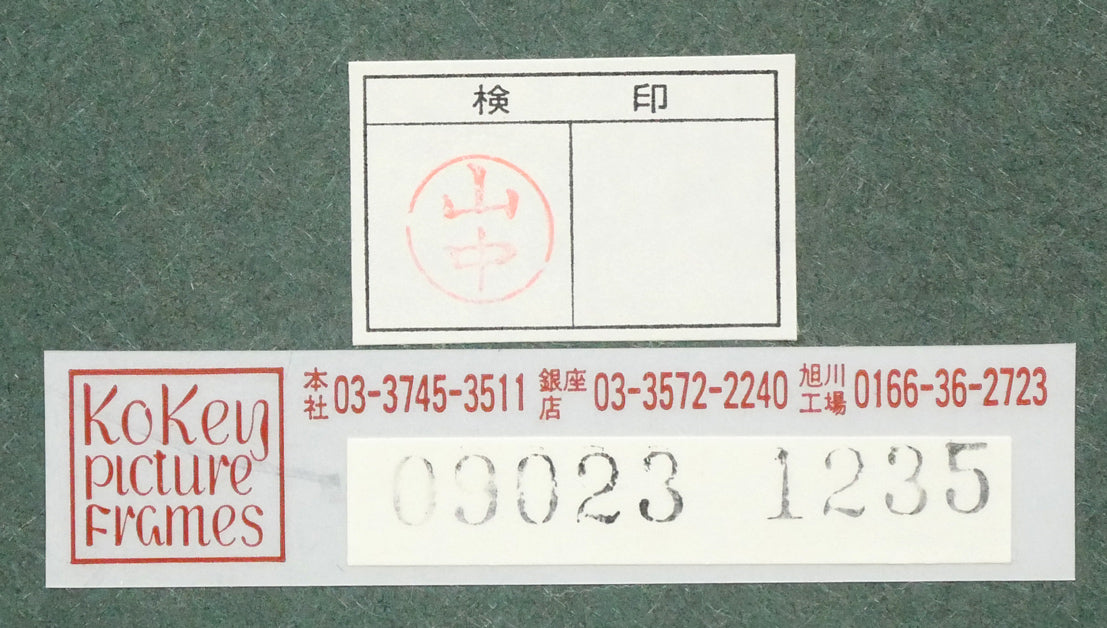 検 印
山
中
KoKey
picture
Frames
本社 03-3745-3511 銀座店 03-3572-2240 旭川工場 0166-36-2723
09023 1235